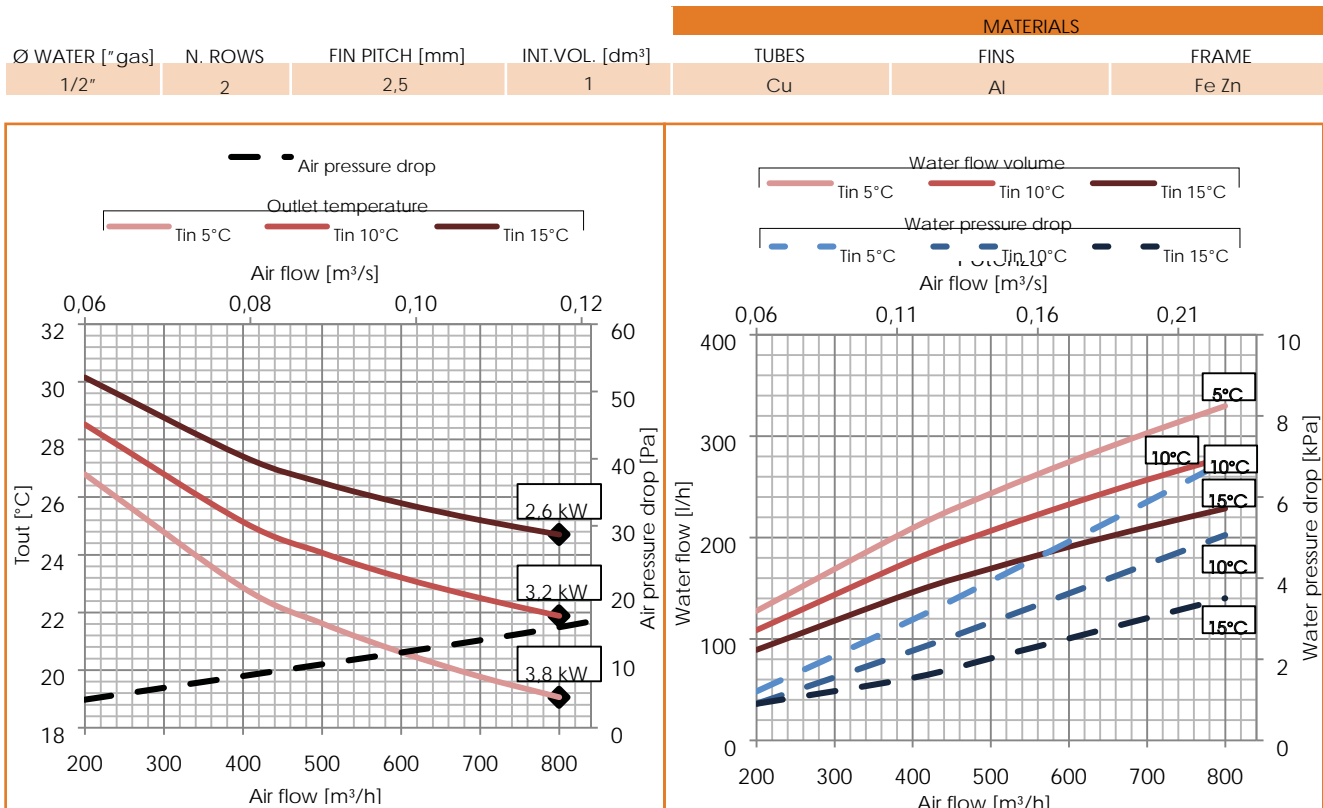 MATERIALS
Ø WATER ["gas] N. ROWS FIN PITCH [mm] INT.VOL. [dm³] TUBES FINS FRAME
1/2" 2 2,5 1 Cu Al Fe Zn
Air pressure drop
Outlet temperature
Tin 5°C Tin 10°C Tin 15°C
Air flow [m³/s]
0,06 0,08 0,10 0,12
32
30
28
26
24
22
20
18
Tout [°C]
60
50
40
30
20
10
0
Air pressure drop [Pa]
2,6 kW
3,2 kW
3,8 kW
200 300 400 500 600 700 800
Air flow [m³/h]
Water flow volume
Tin 5°C Tin 10°C Tin 15°C
Water pressure drop
Tin 5°C Tin 10°C Tin 15°C
Air flow [m³/s]
0,06 0,11 0,16 0,21
400
300
200
100
0
Water flow [l/h]
10
8
6
4
2
0
Water pressure drop [kPa]
5°C
10°C 10°C
15°C
10°C
15°C
200 300 400 500 600 700 800
Air flow [m³/h]